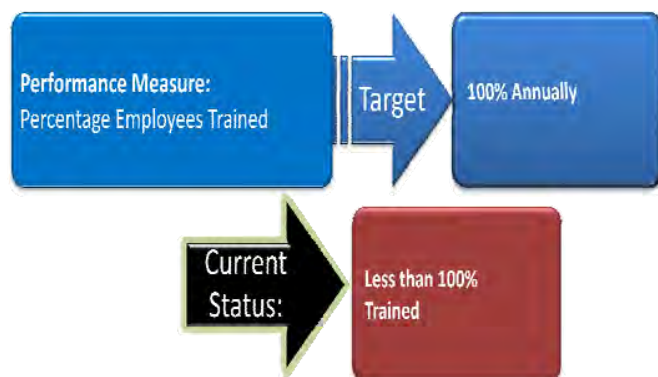 Performance Measure:
Percentage Employees Trained
Target
100% Annually
Current
Status:
Less than 100%
Trained